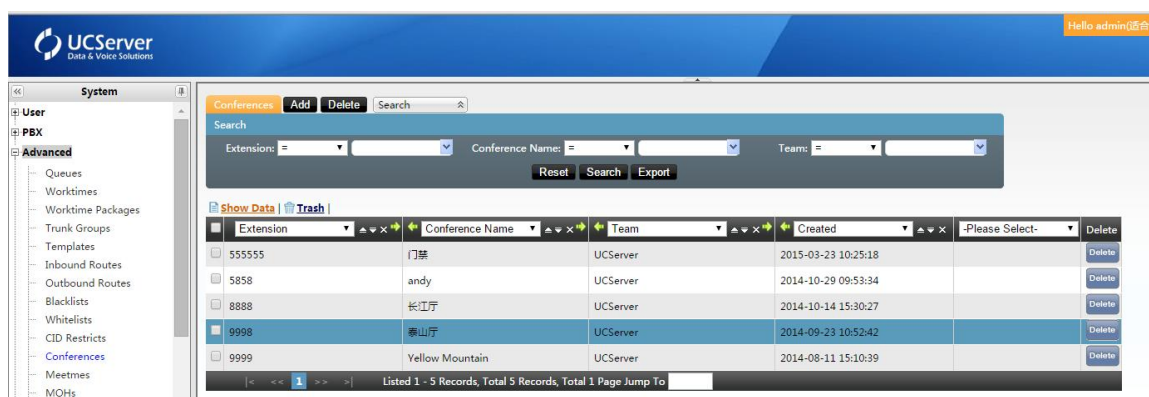 UCServer
Data & Voice Solutions
Hello admin(适合
System
User
PBX
Advanced
Queues
Worktimes
Worktime Packages
Trunk Groups
Templates
Inbound Routes
Outbound Routes
Blacklists
Whitelists
CID Restricts
Conferences
Meetmes
MOHs
Conferences Add Delete Search
Search
Extension: = Conference Name: = Team: =
Reset Search Export
Show Data | Trash |
Extension Conference Name Team Created -Please Select- Delete
555555 门禁 UCServer 2015-03-23 10:25:18 Delete
5858 andy UCServer 2014-10-29 09:53:34 Delete
8888 长江厅 UCServer 2014-10-14 15:30:27 Delete
9998 泰山厅 UCServer 2014-09-23 10:52:42 Delete
9999 Yellow Mountain UCServer 2014-08-11 15:10:39 Delete
|< << 1 >> >| Listed 1 - 5 Records, Total 5 Records, Total 1 Page Jump To